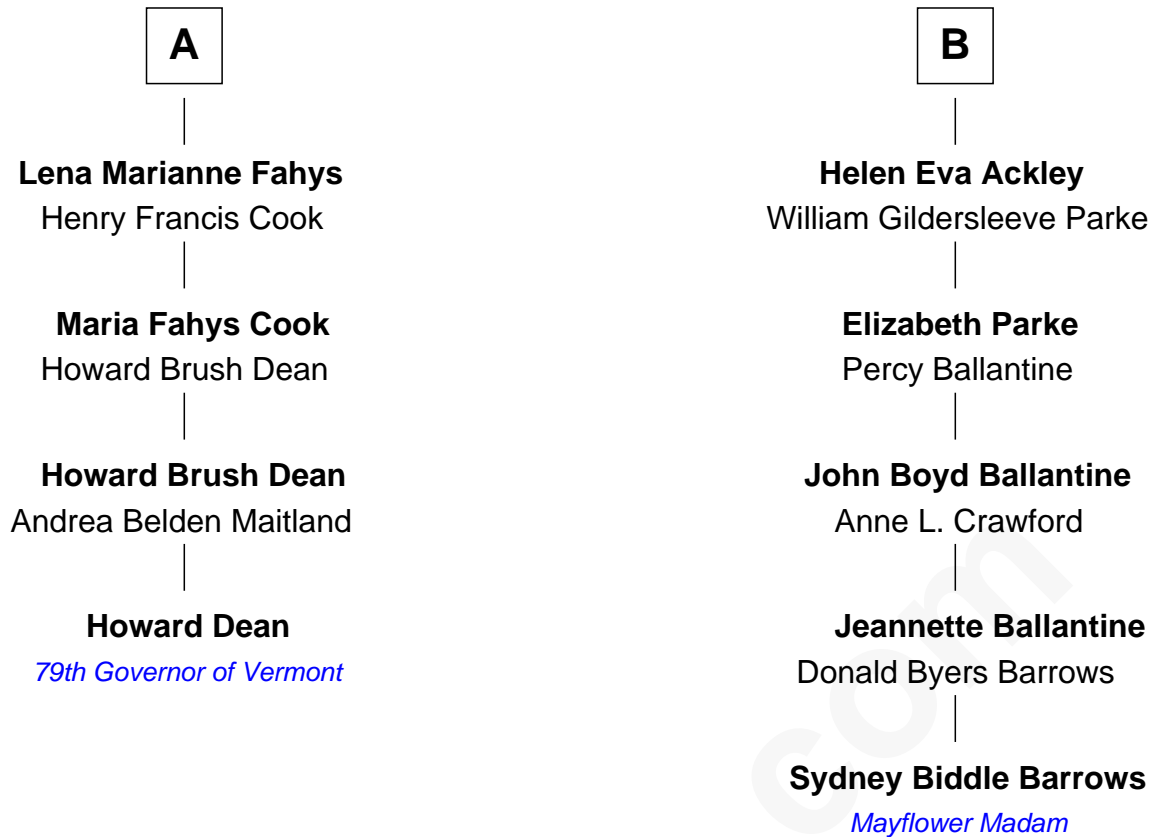 A
Lena Marianne Fahys
Henry Francis Cook
Maria Fahys Cook
Howard Brush Dean
Howard Brush Dean
Andrea Belden Maitland
Howard Dean
79th Governor of Vermont
B
Helen Eva Ackley
William Gildersleeve Parke
Elizabeth Parke
Percy Ballantine
John Boyd Ballantine
Anne L. Crawford
Jeannette Ballantine
Donald Byers Barrows
Sydney Biddle Barrows
Mayflower Madam
com